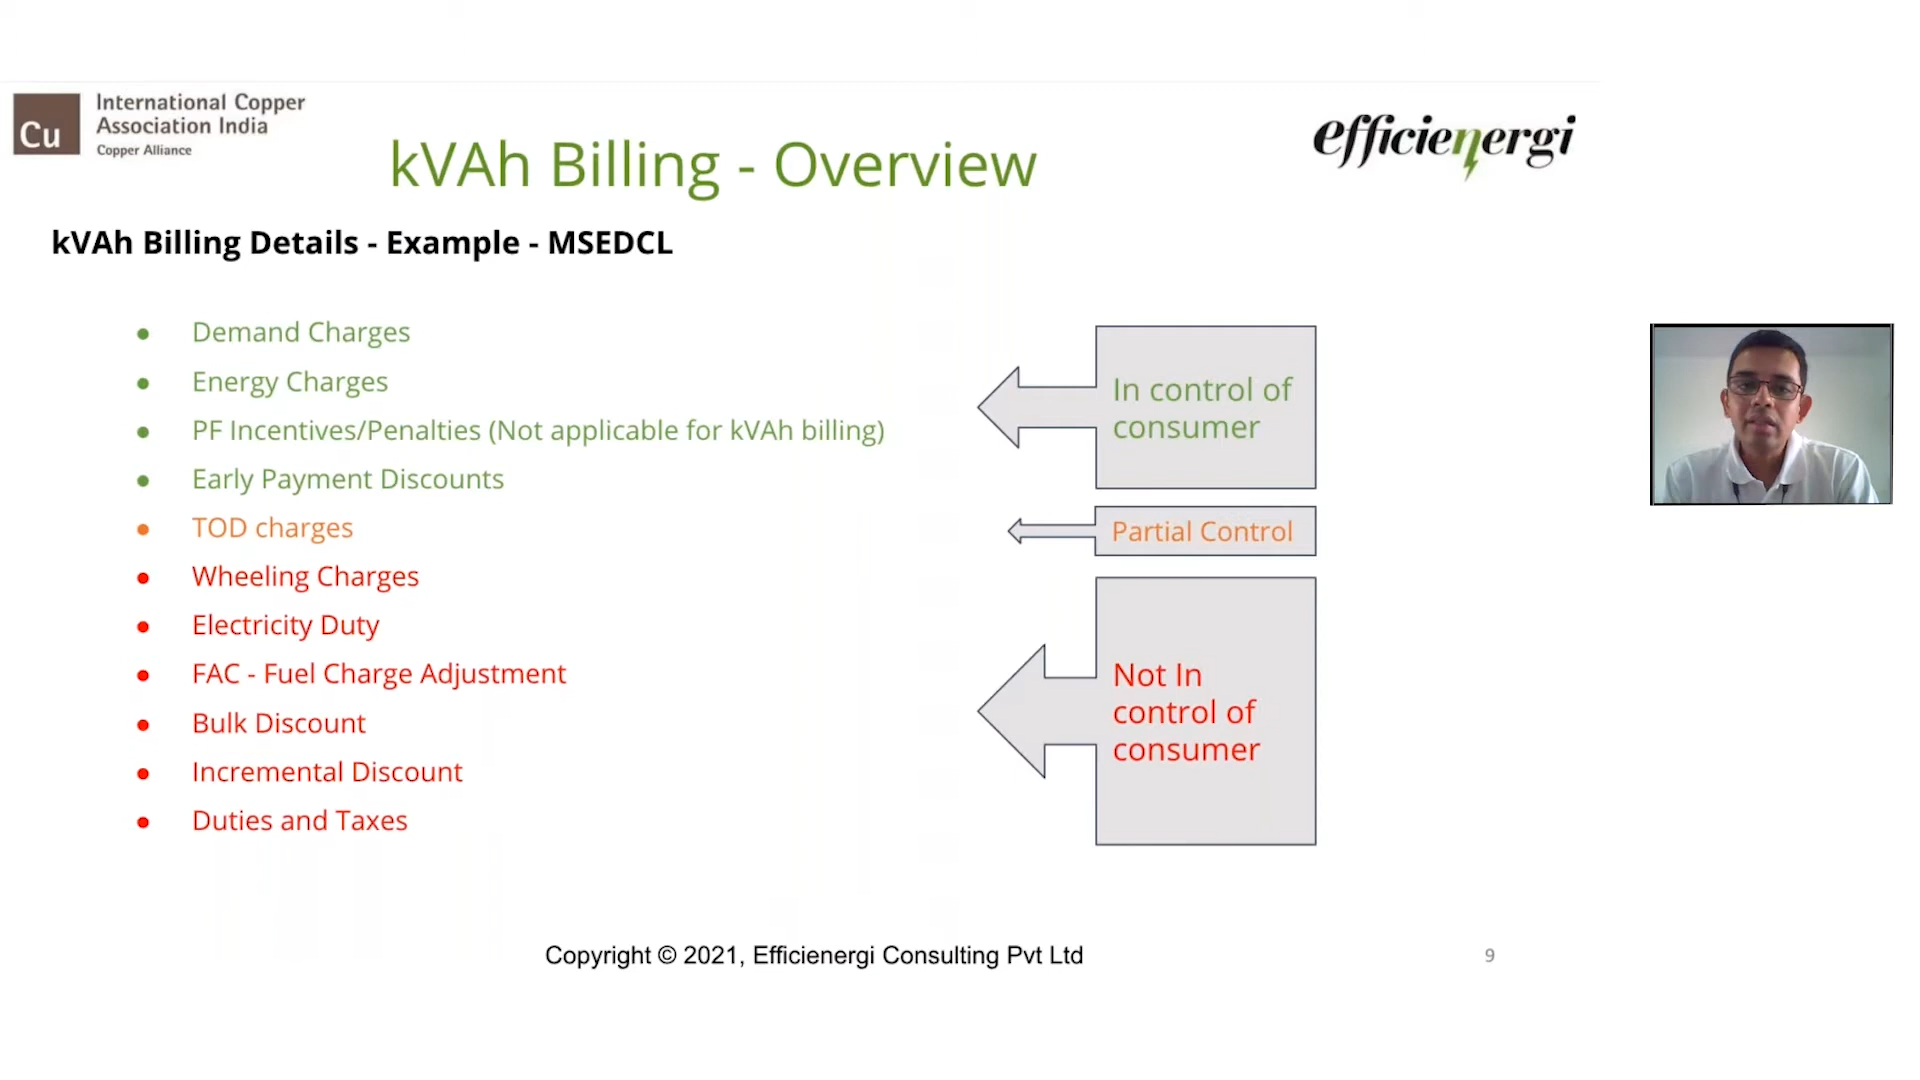 Cu
International Copper
Association India
Copper Alliance
efficienergi
kVAh Billing - Overview
kVAh Billing Details - Example - MSEDCL
● Demand Charges
● Energy Charges
● PF Incentives/Penalties (Not applicable for kVAh billing)
● Early Payment Discounts
● TOD charges
● Wheeling Charges
● Electricity Duty
● FAC - Fuel Charge Adjustment
● Bulk Discount
● Incremental Discount
● Duties and Taxes
In control of
consumer
Partial Control
Not In
control of
consumer
Copyright © 2021, Efficienergi Consulting Pvt Ltd
9